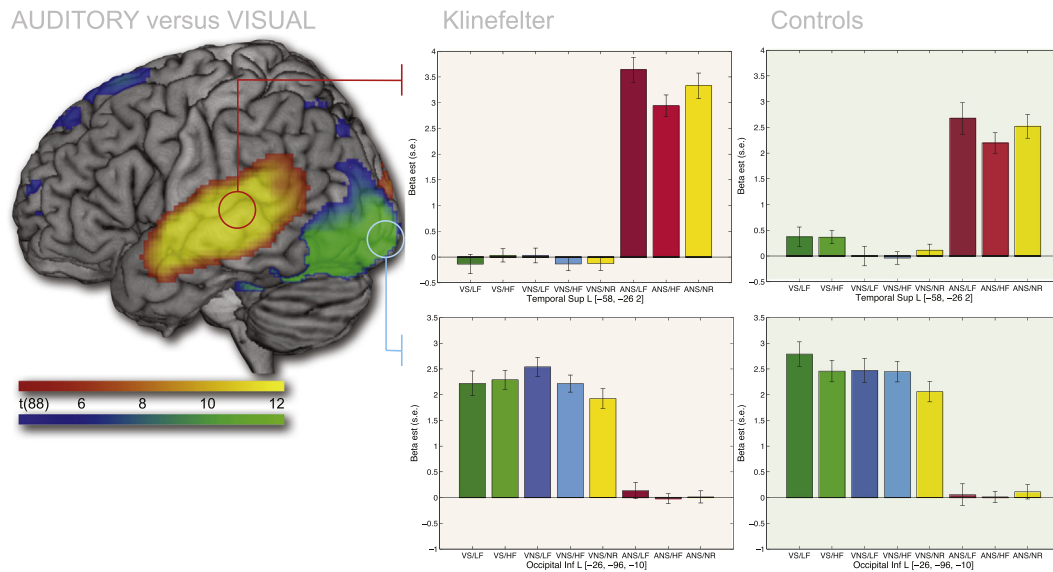 AUDITORY versus VISUAL
Klinefelter
Controls
4
3.5
3
2.5
2
1.5
1
0.5
0
−0.5
Beta est (s.e.)
VS/LF VS/HF VNS/LF VNS/HF VNS/NR ANS/LF ANS/HF ANS/NR
Temporal Sup L [−58, −26 2]
4
3.5
3
2.5
2
1.5
1
0.5
0
−0.5
Beta est (s.e.)
VS/LF VS/HF VNS/LF VNS/HF VNS/NR ANS/LF ANS/HF ANS/NR
Temporal Sup L [−58, −26 2]
t(88) 6 8 10 12
3.5
3
2.5
2
1.5
1
0.5
0
−0.5
−1
Beta est (s.e.)
VS/LF VS/HF VNS/LF VNS/HF VNS/NR ANS/LF ANS/HF ANS/NR
Occipital Inf L [−26, −96, −10]
3.5
3
2.5
2
1.5
1
0.5
0
−0.5
−1
Beta est (s.e.)
VS/LF VS/HF VNS/LF VNS/HF VNS/NR ANS/LF ANS/HF ANS/NR
Occipital Inf L [−26, −96, −10]